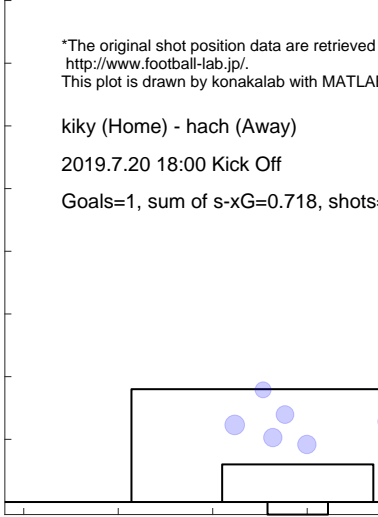 *The original shot position data are retrieved
http://www.football-lab.jp/.
This plot is drawn by konakalab with MATLA
kiky (Home) - hach (Away)
2019.7.20 18:00 Kick Off
Goals=1, sum of s-xG=0.718, shots=